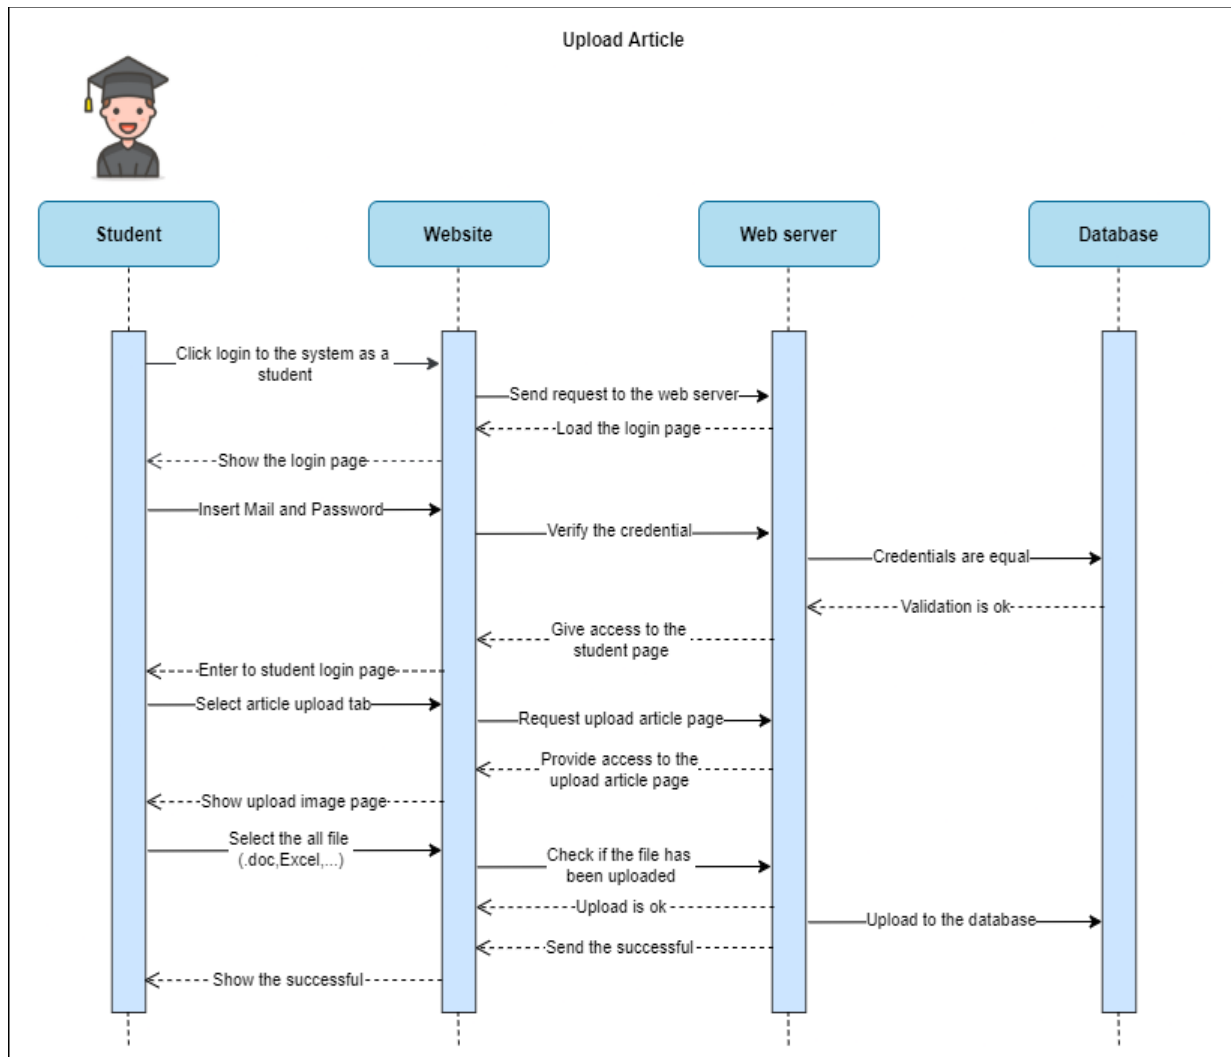 Upload Article
Student
Website
Web server
Database
Click login to the system as a
student
Send request to the web server
Load the login page
Show the login page
Insert Mail and Password
Verify the credential
Credentials are equal
Validation is ok
Give access to the
student page
Enter to student login page
Select article upload tab
Request upload article page
Provide access to the
upload article page
Show upload image page
Select the all file
(.doc,Excel,...)
Check if the file has
been uploaded
Upload is ok
Upload to the database
Send the successful
Show the successful